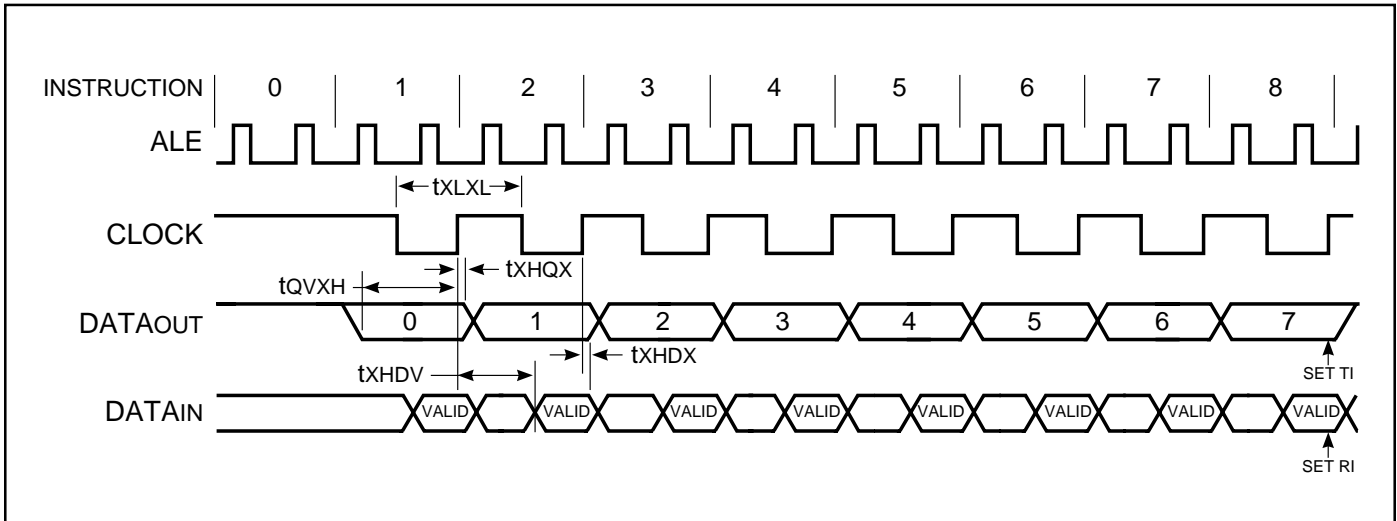 INSTRUCTION 0 1 2 3 4 5 6 7 8
ALE
tXLXL
CLOCK
tXHQX
tQVXH
DATAOUT 0 1 2 3 4 5 6 7
tXHDX
tXHDV
SET TI
DATAIN VALID VALID VALID VALID VALID VALID VALID VALID
SET RI